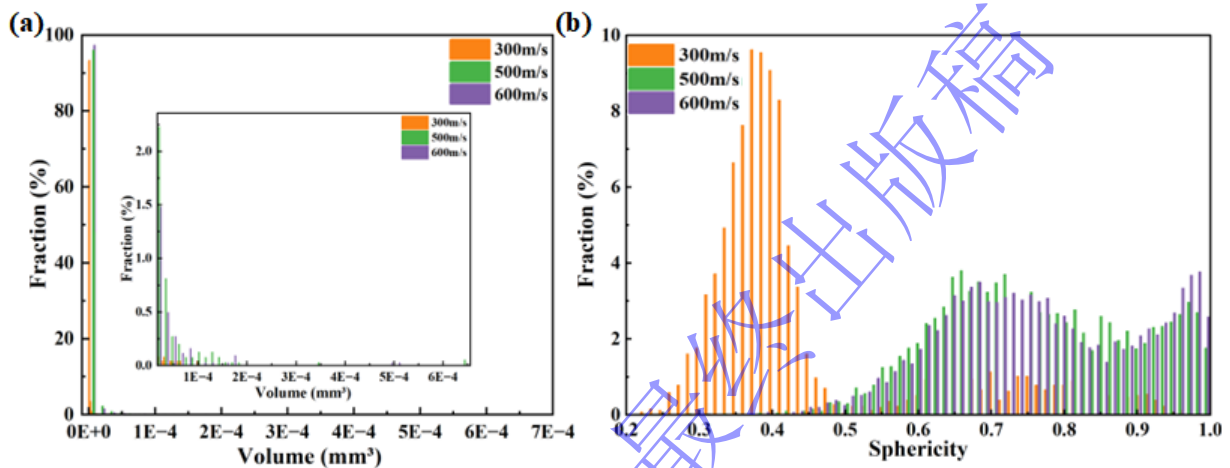 (a)
100
80
60
40
20
0
Fraction (%)
300m/s
500m/s
600m/s
2.0
1.5
1.0
0.5
0.0
Fraction (%)
300m/s
500m/s
600m/s
1E−4 2E−4 3E−4 4E−4 5E−4 6E−4
Volume (mm³)
0E+0 1E−4 2E−4 3E−4 4E−4 5E−4 6E−4 7E−4
Volume (mm³)
(b)
10
8
6
4
2
0
Fraction (%)
300m/s
500m/s
600m/s
0.2 0.3 0.4 0.5 0.6 0.7 0.8 0.9 1.0
Sphericity
最终出版稿